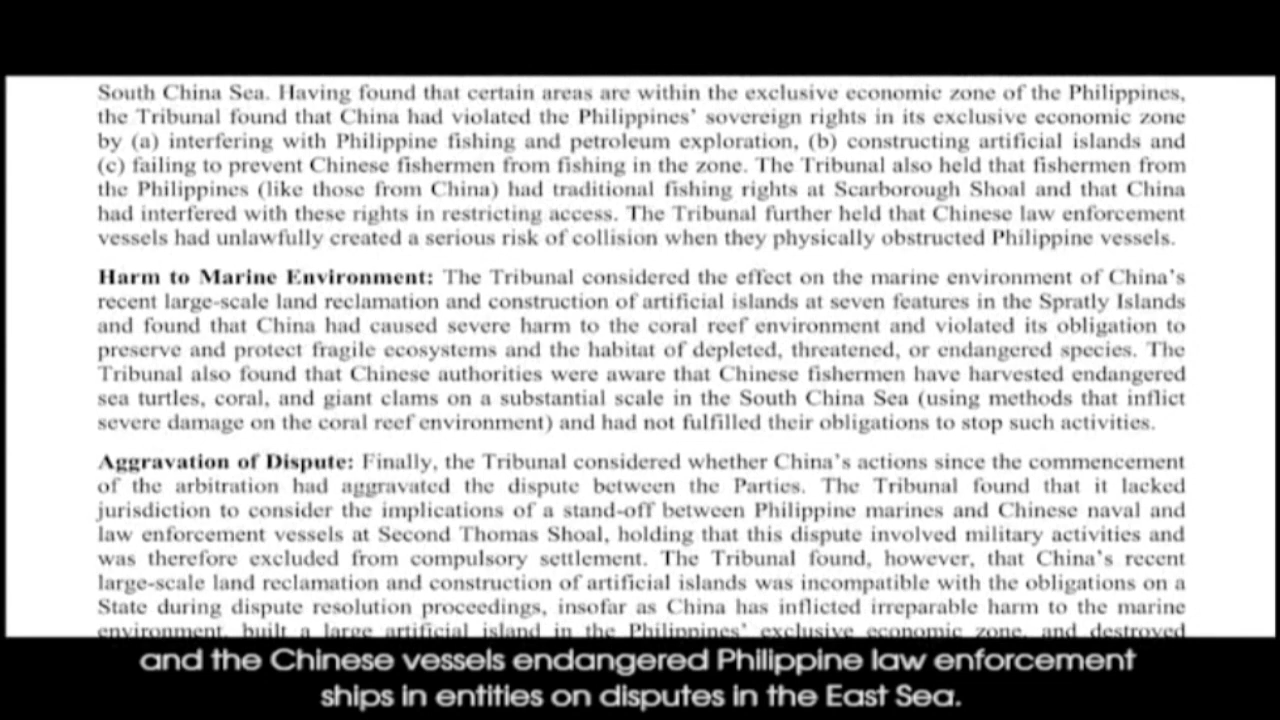 South China Sea. Having found that certain areas are within the exclusive economic zone of the Philippines,
the Tribunal found that China had violated the Philippines' sovereign rights in its exclusive economic zone
by (a) interfering with Philippine fishing and petroleum exploration, (b) constructing artificial islands and
(c) failing to prevent Chinese fishermen from fishing in the zone. The Tribunal also held that fishermen from
the Philippines (like those from China) had traditional fishing rights at Scarborough Shoal and that China
had interfered with these rights in restricting access. The Tribunal further held that Chinese law enforcement
vessels had unlawfully created a serious risk of collision when they physically obstructed Philippine vessels.
Harm to Marine Environment: The Tribunal considered the effect on the marine environment of China's
recent large-scale land reclamation and construction of artificial islands at seven features in the Spratly Islands
and found that China had caused severe harm to the coral reef environment and violated its obligation to
preserve and protect fragile ecosystems and the habitat of depleted, threatened, or endangered species. The
Tribunal also found that Chinese authorities were aware that Chinese fishermen have harvested endangered
sea turtles, coral, and giant clams on a substantial scale in the South China Sea (using methods that inflict
severe damage on the coral reef environment) and had not fulfilled their obligations to stop such activities.
Aggravation of Dispute: Finally, the Tribunal considered whether China's actions since the commencement
of the arbitration had aggravated the dispute between the Parties. The Tribunal found that it lacked
jurisdiction to consider the implications of a stand-off between Philippine marines and Chinese naval and
law enforcement vessels at Second Thomas Shoal, holding that this dispute involved military activities and
was therefore excluded from compulsory settlement. The Tribunal found, however, that China's recent
large-scale land reclamation and construction of artificial islands was incompatible with the obligations on a
State during dispute resolution proceedings, insofar as China has inflicted irreparable harm to the marine
environment, built a large artificial island in the Philippines' exclusive economic zone, and destroyed
and the Chinese vessels endangered Philippine law enforcement
ships in entities on disputes in the East Sea.